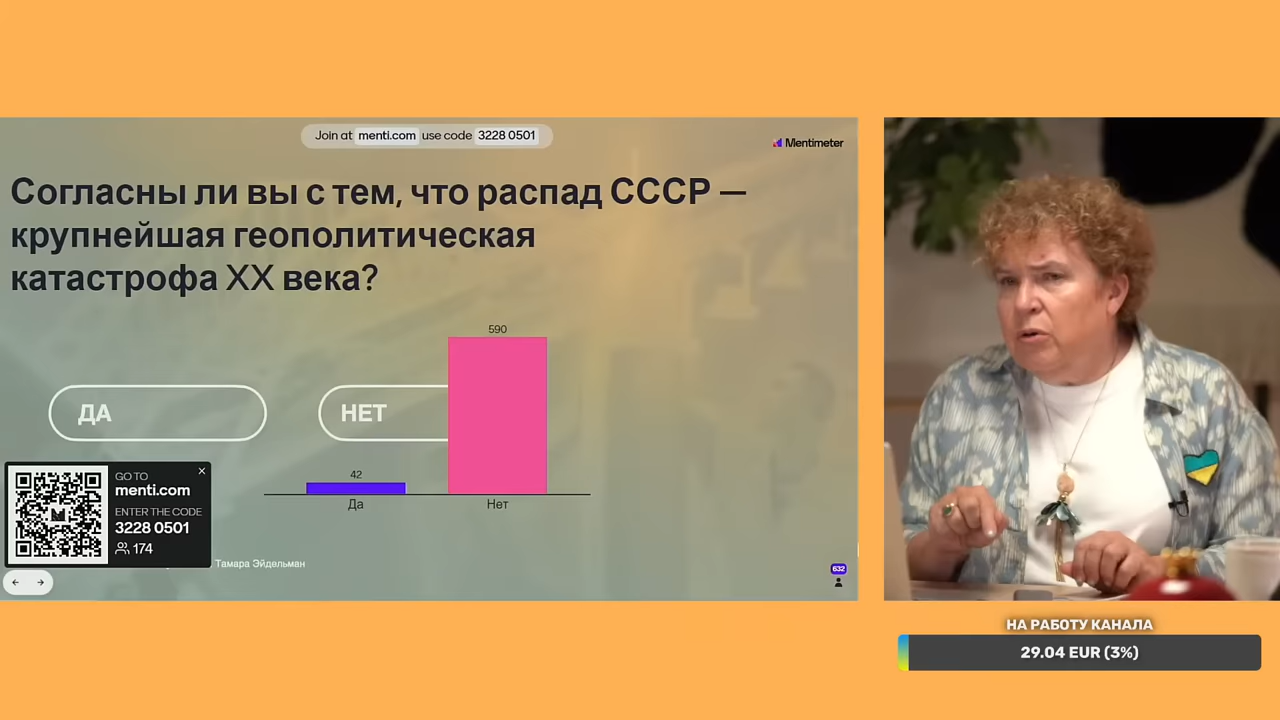 Join at menti.com use code 3228 0501
Mentimeter
Согласны ли вы с тем, что распад СССР —
крупнейшая геополитическая
катастрофа XX века?
590
ДА
НЕТ
42
Да
Нет
GO TO
menti.com
ENTER THE CODE
3228 0501
174
Тамара Эйдельман
632
НА РАБОТУ КАНАЛА
29.04 EUR (3%)